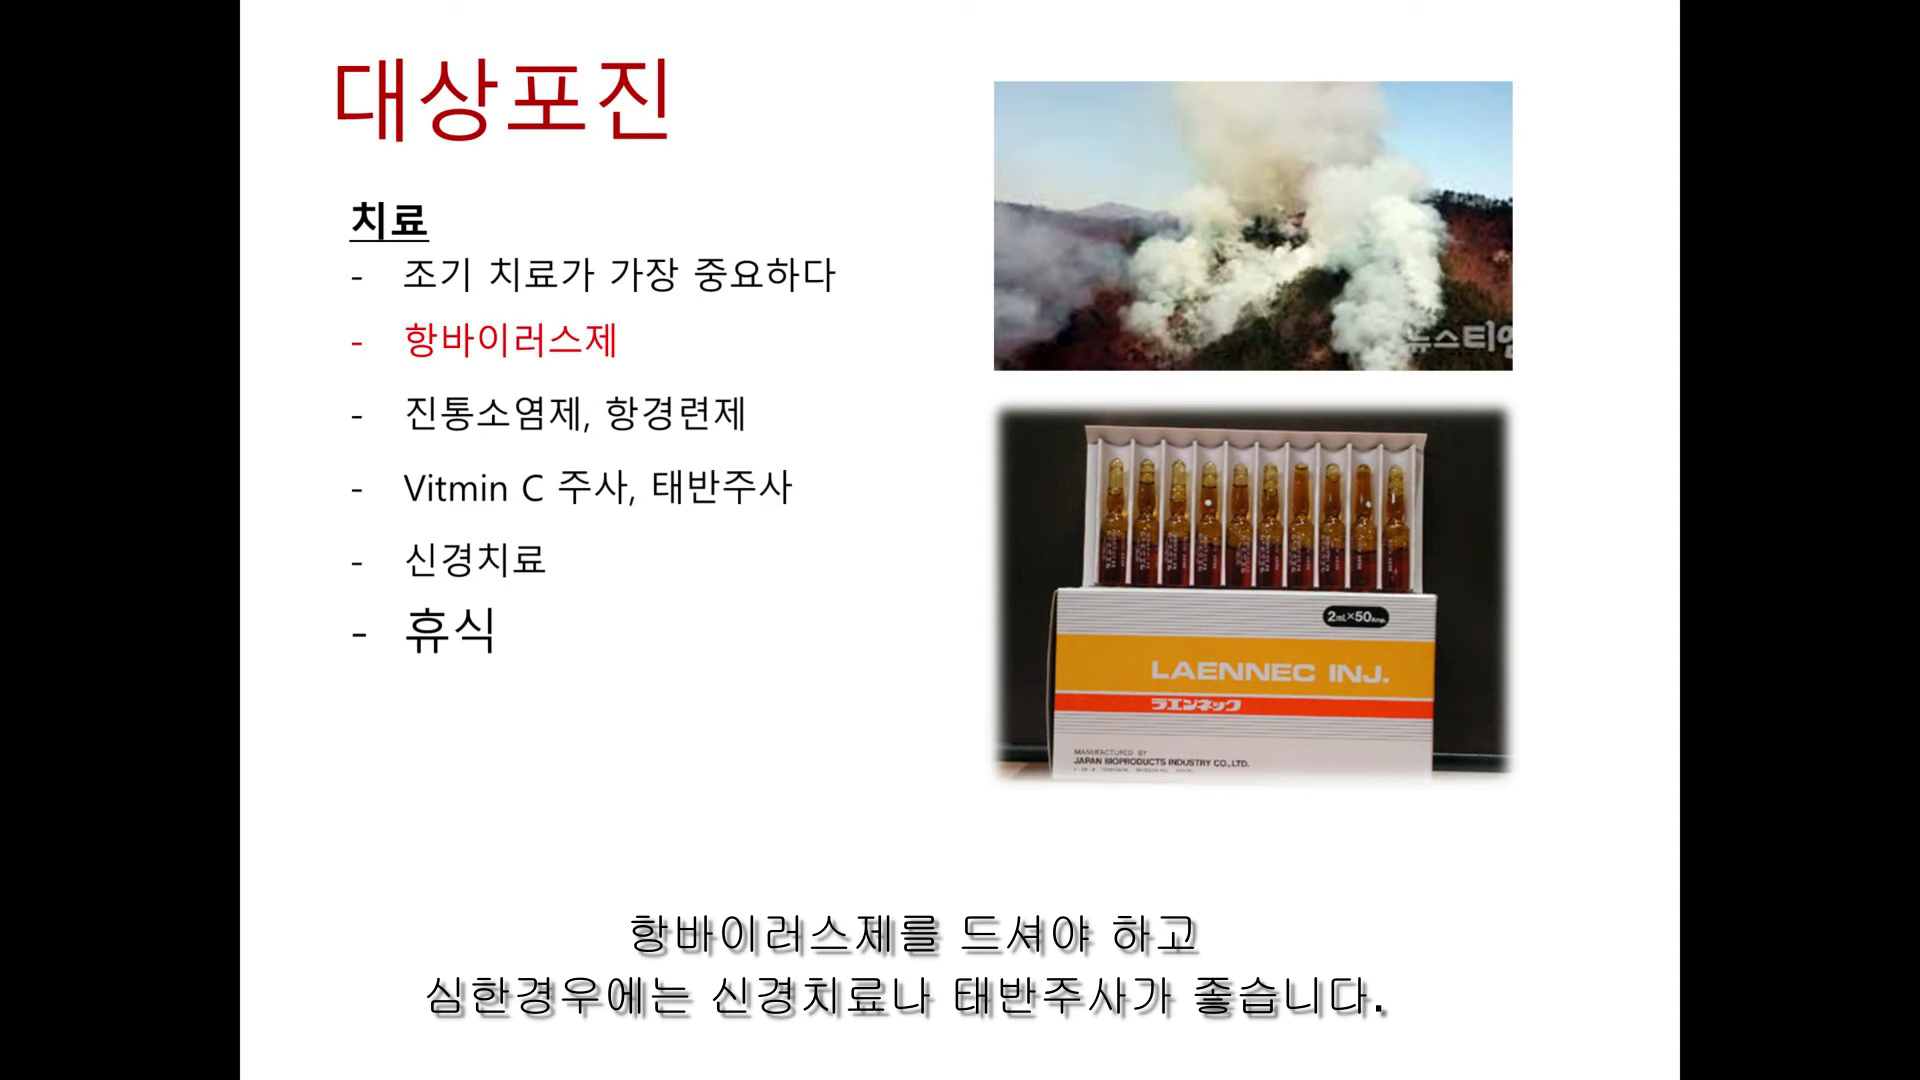 대상포진
치료
- 조기 치료가 가장 중요하다
- 항바이러스제
- 진통소염제, 항경련제
- Vitmin C 주사, 태반주사
- 신경치료
- 휴식
뉴스티앤
2mL×50Amp.
LAENNEC INJ.
ラエンネック
MANUFACTURED BY
JAPAN BIOPRODUCTS INDUSTRY CO.,LTD.
항바이러스제를 드셔야 하고
심한경우에는 신경치료나 태반주사가 좋습니다.